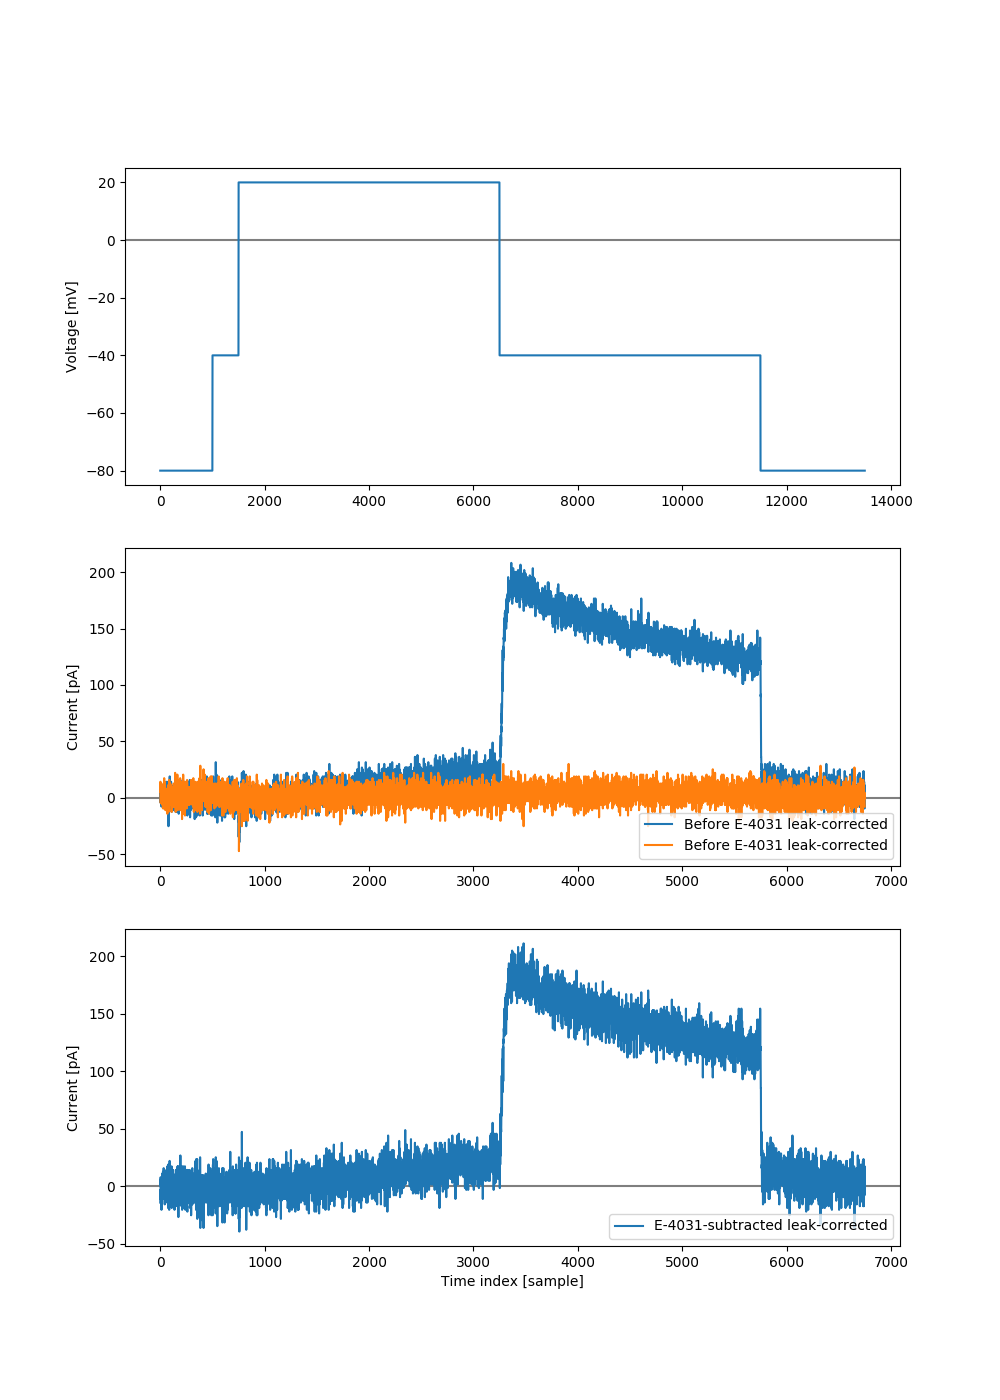 Voltage [mV]
20
0
−20
−40
−60
−80
0 2000 4000 6000 8000 10000 12000 14000
Current [pA]
200
150
100
50
0
−50
Before E-4031 leak-corrected
Before E-4031 leak-corrected
0 1000 2000 3000 4000 5000 6000 7000
Current [pA]
200
150
100
50
0
−50
E-4031-subtracted leak-corrected
0 1000 2000 3000 4000 5000 6000 7000
Time index [sample]